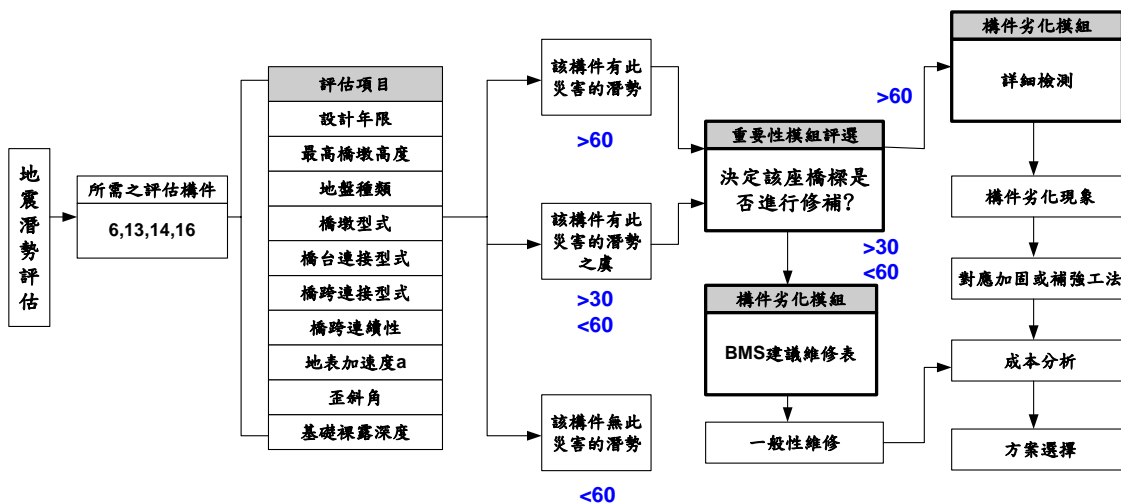 地
震
潛
勢
評
估
所需之評估構件
6,13,14,16
評估項目
設計年限
最高橋墩高度
地盤種類
橋墩型式
橋台連接型式
橋跨連接型式
橋跨連續性
地表加速度a
歪斜角
基礎裸露深度
該構件有此
災害的潛勢
>60
該構件有此
災害的潛勢
之虞
>30
<60
該構件無此
災害的潛勢
<60
重要性模組評選
決定該座橋樑是
否進行修補?
>60
>30
<60
構件劣化模組
BMS建議維修表
一般性維修
構件劣化模組
詳細檢測
構件劣化現象
對應加固或補強工法
成本分析
方案選擇